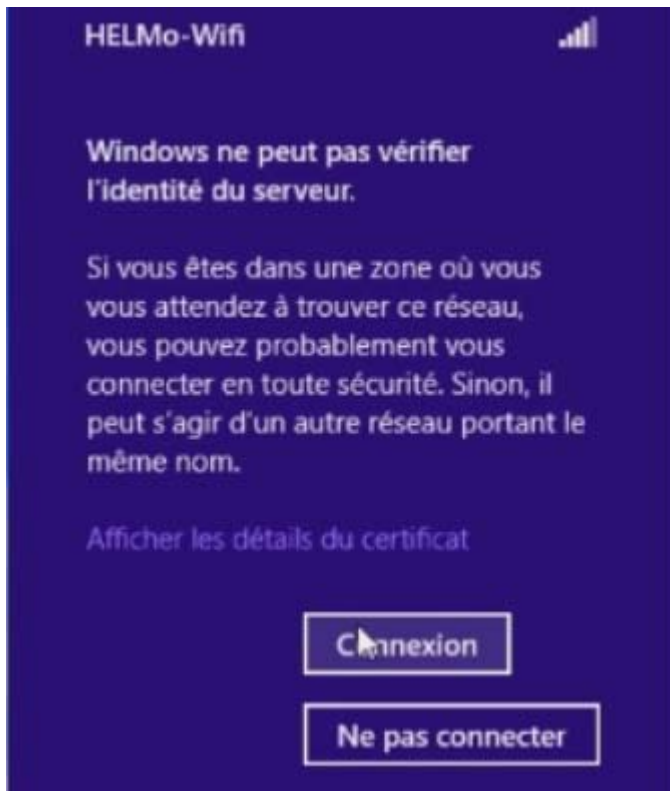 HELMo-Wifi
Windows ne peut pas vérifier
l'identité du serveur.
Si vous êtes dans une zone où vous
vous attendez à trouver ce réseau,
vous pouvez probablement vous
connecter en toute sécurité. Sinon, il
peut s'agir d'un autre réseau portant le
même nom.
Afficher les détails du certificat
Connexion
Ne pas connecter